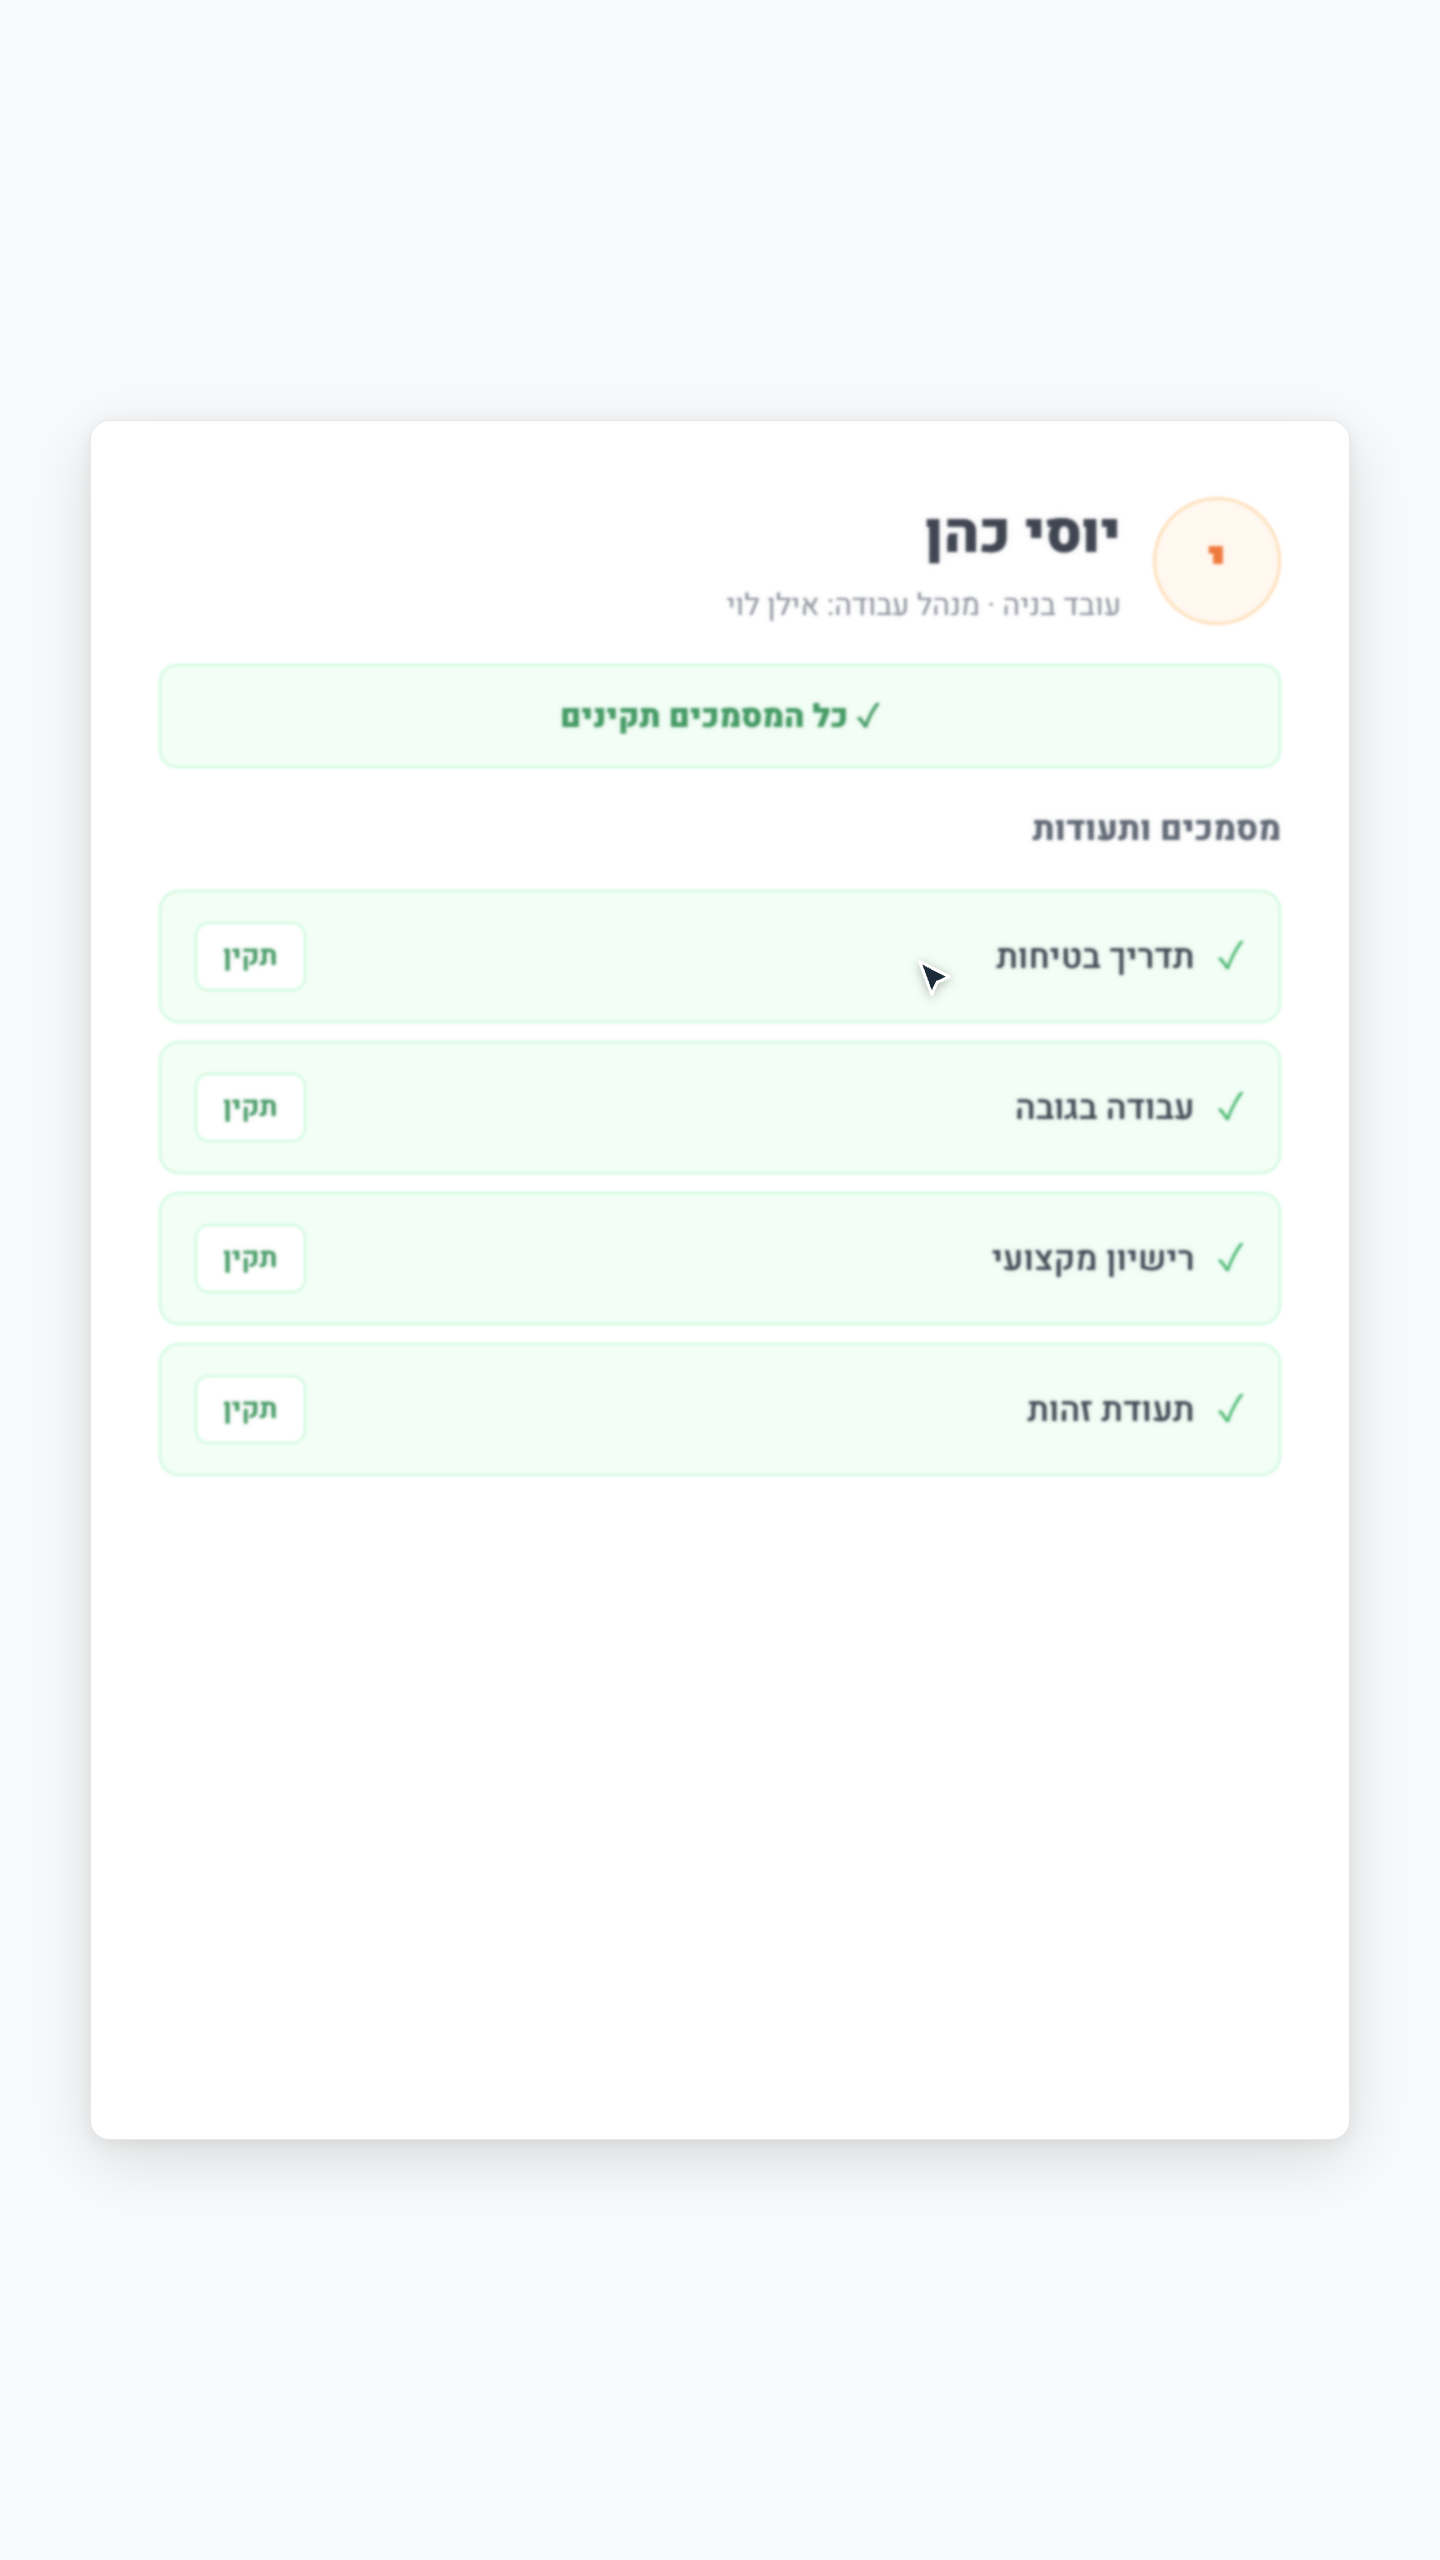 י
יוסי כהן
עובד בניה · מנהל עבודה: אילן לוי
✓ כל המסמכים תקינים
מסמכים ותעודות
✓ תדריך בטיחות תקין
✓ עבודה בגובה תקין
✓ רישיון מקצועי תקין
✓ תעודת זהות תקין